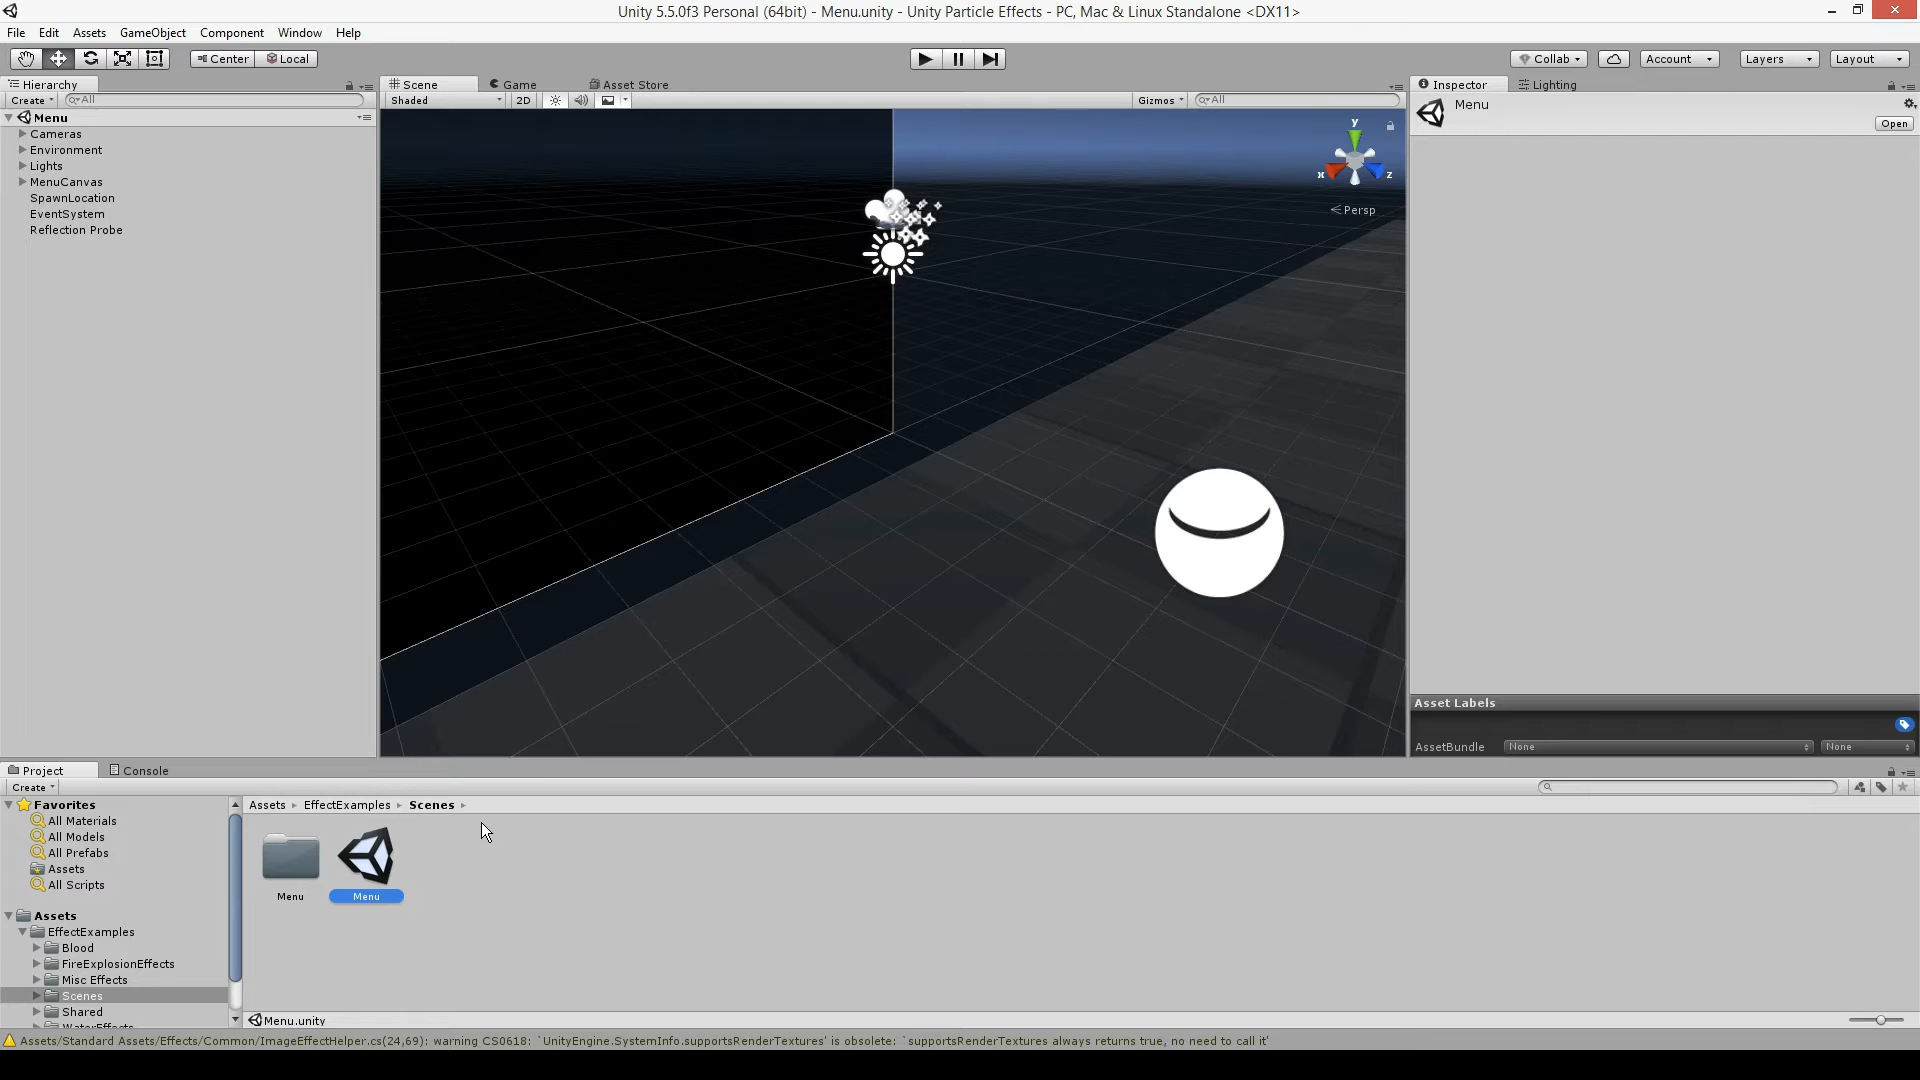 Unity 5.5.0f3 Personal (64bit) - Menu.unity - Unity Particle Effects - PC, Mac & Linux Standalone <DX11>
File Edit Assets GameObject Component Window Help
Center Local Collab Account Layers Layout
Hierarchy
Create All
Menu
Cameras
Environment
Lights
MenuCanvas
SpawnLocation
EventSystem
Reflection Probe
Scene Game Asset Store
Shaded 2D Gizmos All
y
x z
Persp
Inspector Lighting
Menu
Open
Asset Labels
AssetBundle None None
Project Console
Create
Favorites
All Materials
All Models
All Prefabs
Assets
All Scripts
Assets
EffectExamples
Blood
FireExplosionEffects
Misc Effects
Scenes
Shared
WaterEffects
Assets EffectExamples Scenes
Menu Menu
Menu.unity
Assets/Standard Assets/Effects/Common/ImageEffectHelper.cs(24,69): warning CS0618: `UnityEngine.SystemInfo.supportsRenderTextures' is obsolete: `supportsRenderTextures always returns true, no need to call it'